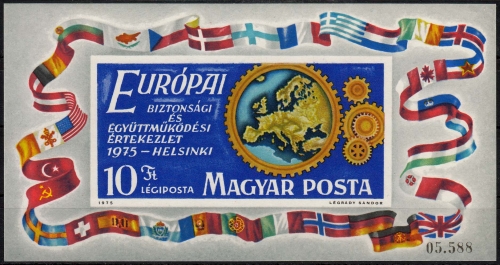 EURÓPAI
BIZTONSÁGI
ÉS
EGYÜTTMŰKÖDÉSI
ÉRTEKEZLET
1975 – HELSINKI
10 Ft
LÉGIPOSTA
MAGYAR POSTA
1975
LÉGRÁDY SÁNDOR
05.588